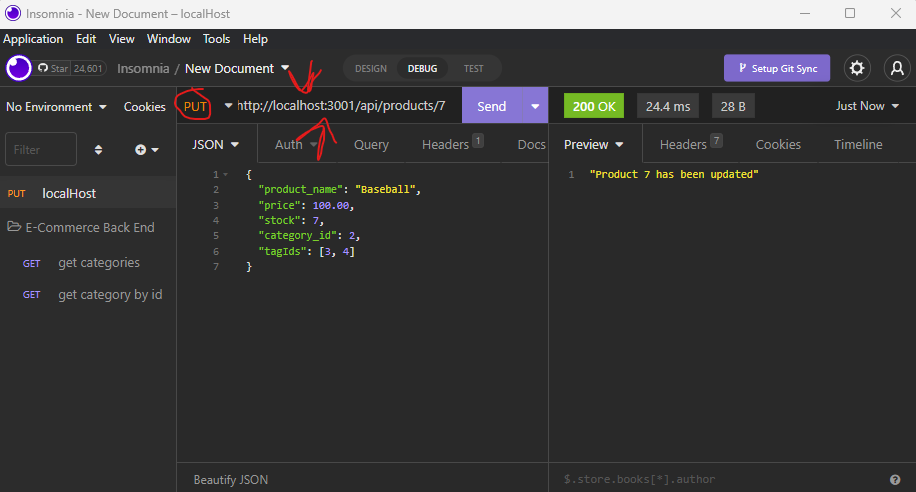 Insomnia - New Document – localHost
Application Edit View Window Tools Help
Star 24,601 Insomnia / New Document DESIGN DEBUG TEST Setup Git Sync
No Environment Cookies PUT http://localhost:3001/api/products/7 Send 200 OK 24.4 ms 28 B Just Now
Filter JSON Auth Query Headers 1 Docs Preview Headers 7 Cookies Timeline
PUT localHost
E-Commerce Back End
GET get categories
GET get category by id
1 {
2 "product_name": "Baseball",
3 "price": 100.00,
4 "stock": 7,
5 "category_id": 2,
6 "tagIds": [3, 4]
7 }
1 "Product 7 has been updated"
Beautify JSON $.store.books[*].author